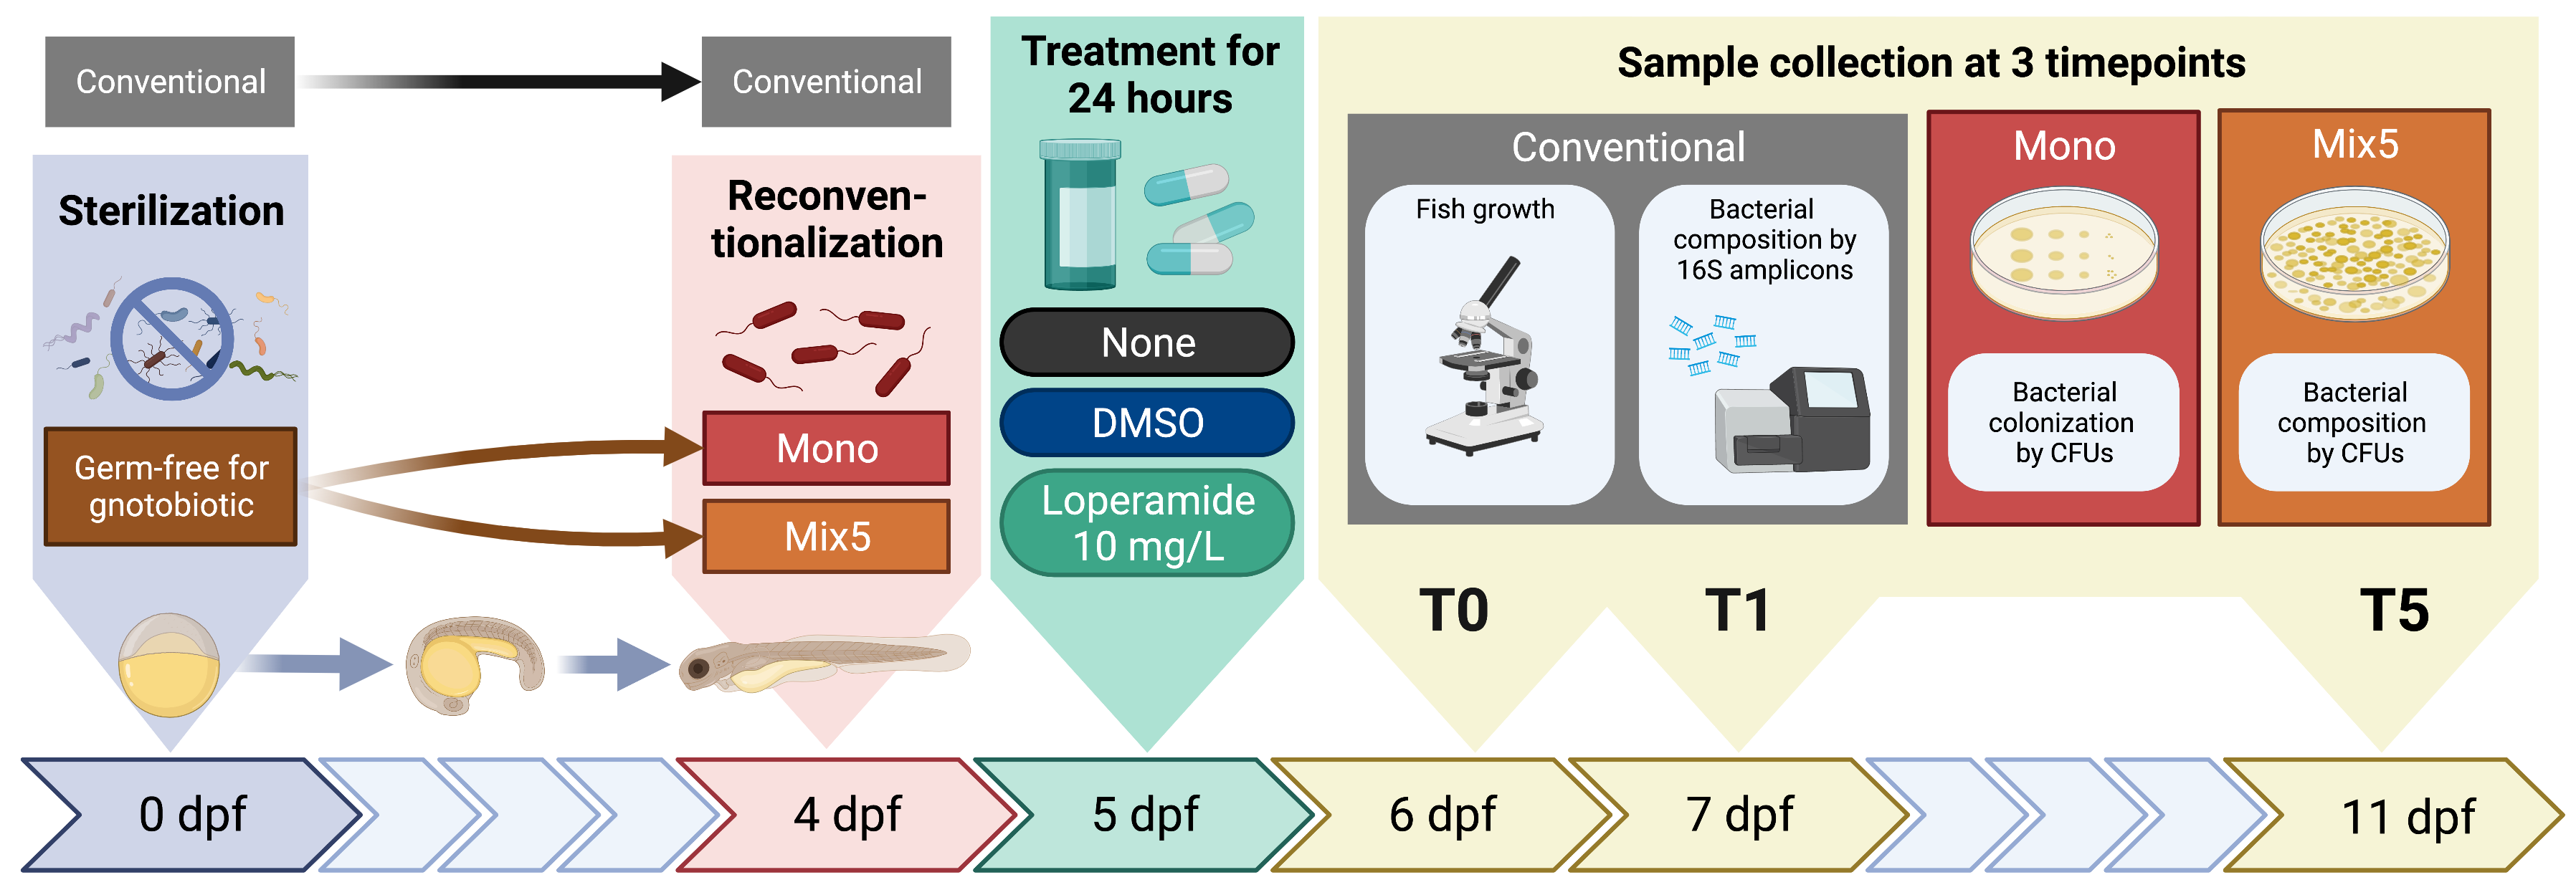 Conventional
Conventional
Sterilization
Germ-free for
gnotobiotic
Reconven-
tionalization
Mono
Mix5
Treatment for
24 hours
None
DMSO
Loperamide
10 mg/L
Sample collection at 3 timepoints
Conventional
Fish growth
Bacterial
composition by
16S amplicons
Mono
Bacterial
colonization
by CFUs
Mix5
Bacterial
composition
by CFUs
T0
T1
T5
0 dpf
4 dpf
5 dpf
6 dpf
7 dpf
11 dpf